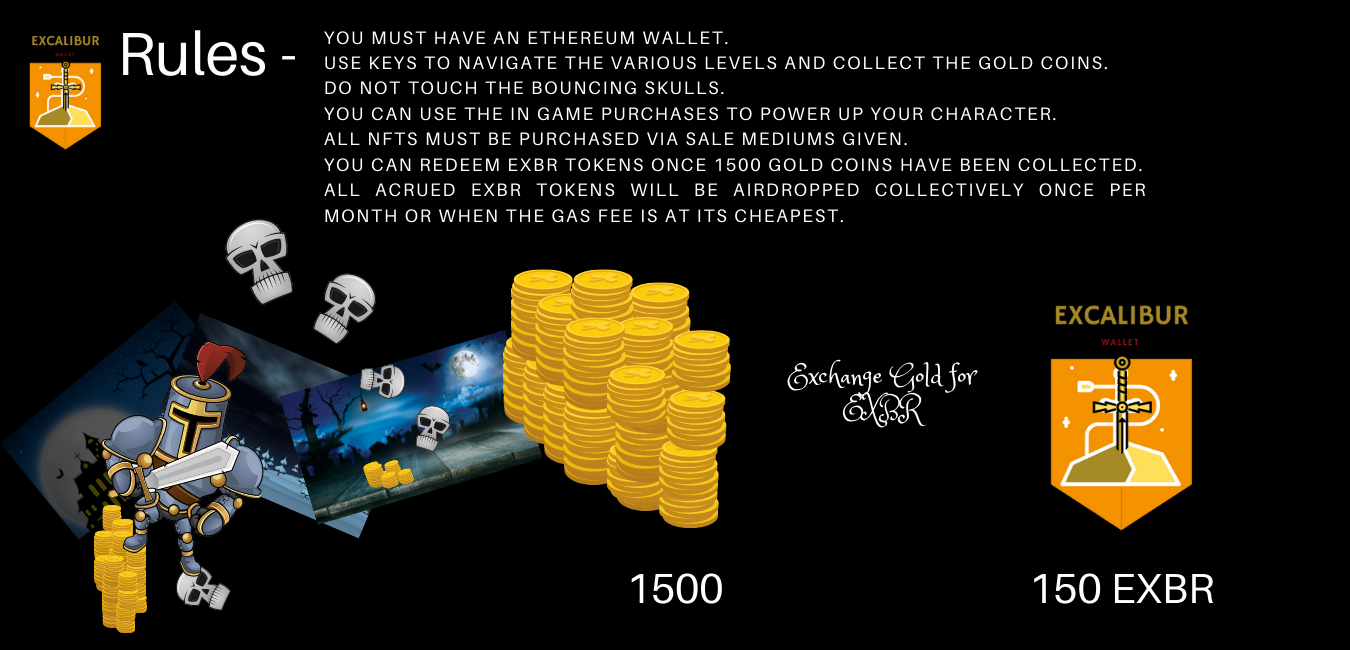 EXCALIBUR
WALLET
Rules -
YOU MUST HAVE AN ETHEREUM WALLET.
USE KEYS TO NAVIGATE THE VARIOUS LEVELS AND COLLECT THE GOLD COINS.
DO NOT TOUCH THE BOUNCING SKULLS.
YOU CAN USE THE IN GAME PURCHASES TO POWER UP YOUR CHARACTER.
ALL NFTS MUST BE PURCHASED VIA SALE MEDIUMS GIVEN.
YOU CAN REDEEM EXBR TOKENS ONCE 1500 GOLD COINS HAVE BEEN COLLECTED.
ALL ACRUED EXBR TOKENS WILL BE AIRDROPPED COLLECTIVELY ONCE PER
MONTH OR WHEN THE GAS FEE IS AT ITS CHEAPEST.
Exchange Gold for
EXBR
EXCALIBUR
WALLET
1500
150 EXBR